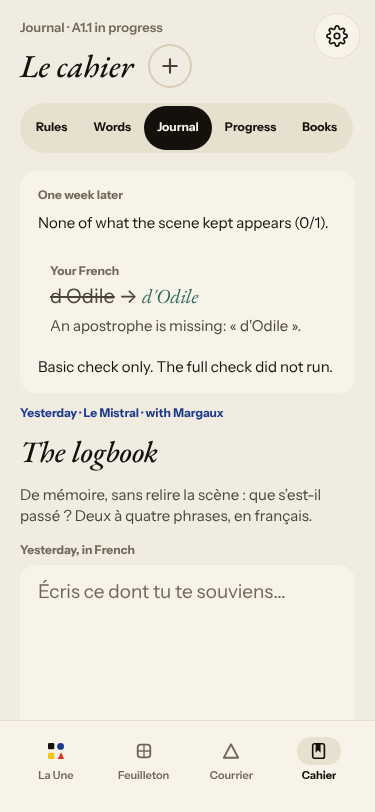 Journal · A1.1 in progress
Le cahier
Rules Words Journal Progress Books
One week later
None of what the scene kept appears (0/1).
Your French
d Odile → d'Odile
An apostrophe is missing: « d'Odile ».
Basic check only. The full check did not run.
Yesterday · Le Mistral · with Margaux
The logbook
De mémoire, sans relire la scène : que s'est-il
passé ? Deux à quatre phrases, en français.
Yesterday, in French
Écris ce dont tu te souviens...
La Une Feuilleton Courrier Cahier